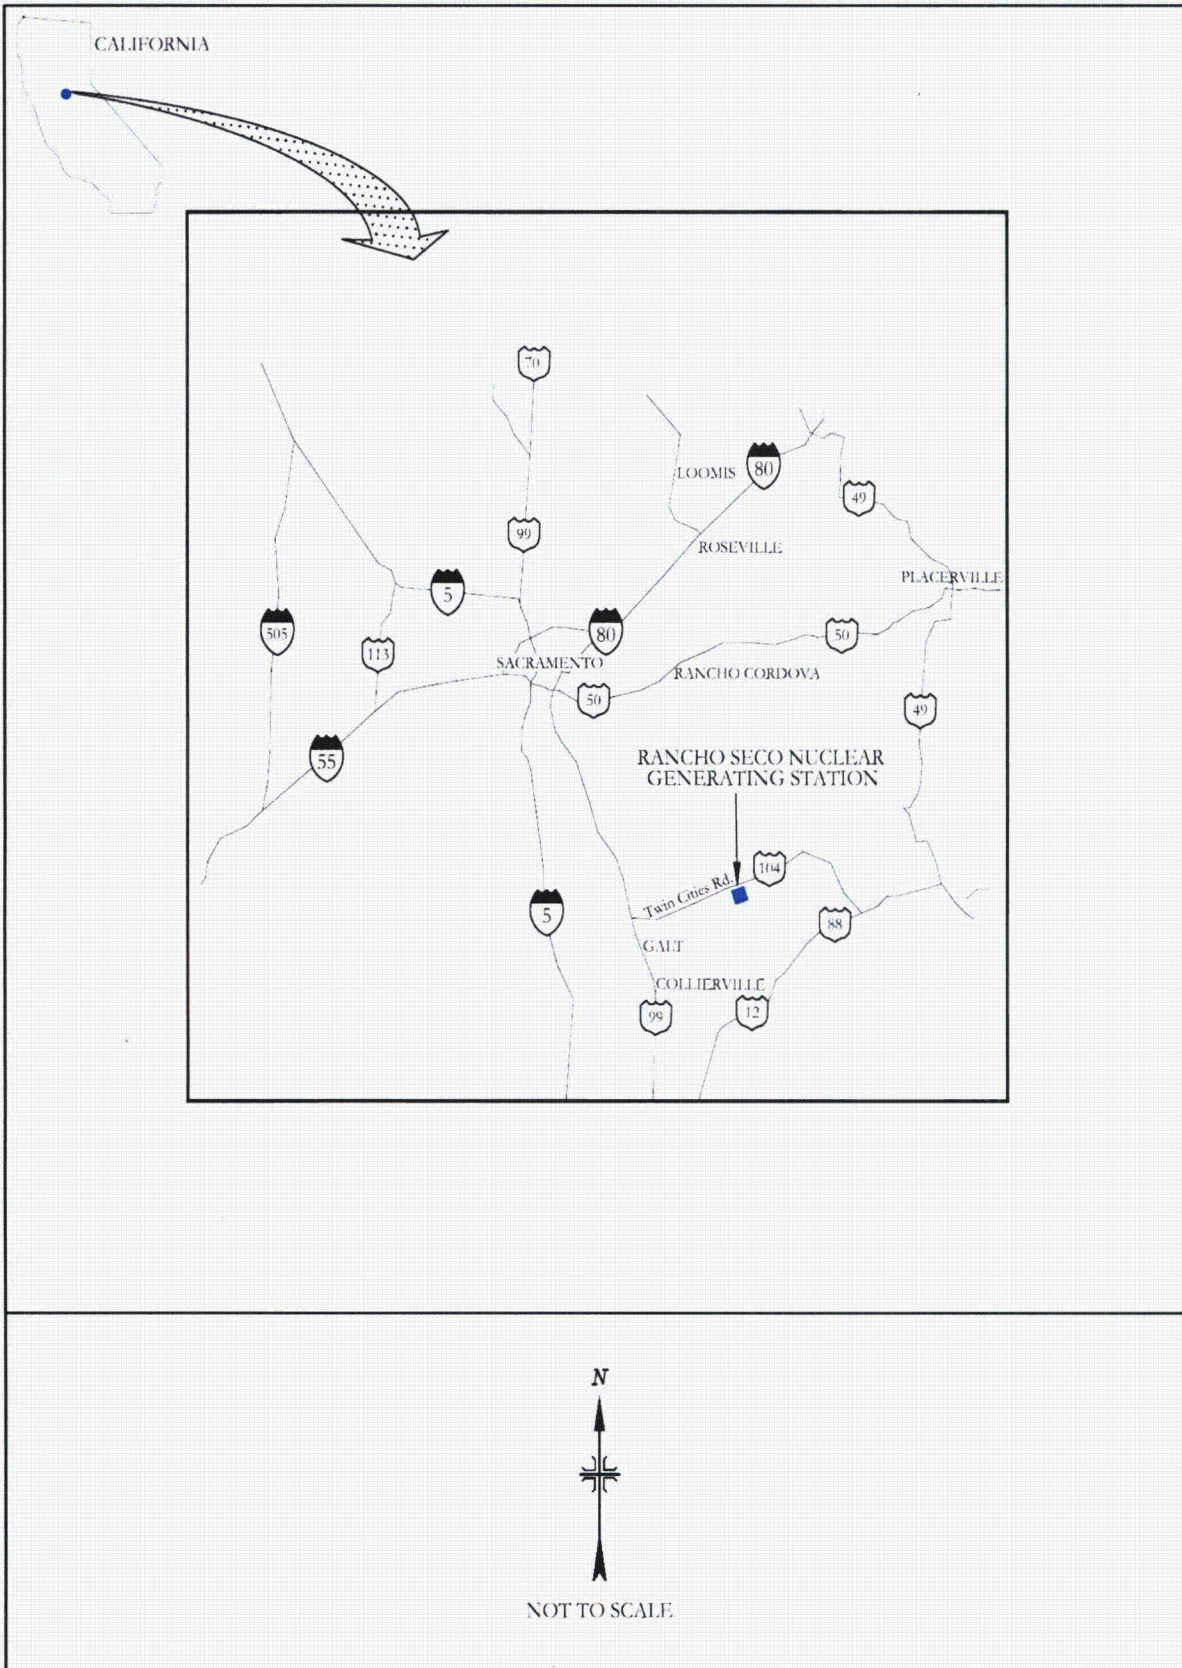 CALIFORNIA
70
LOOMIS
80
49
99
ROSEVILLE
PLACERVILLE
5
505
113
80
50
SACRAMENTO
RANCHO CORDOVA
50
49
55
RANCHO SECO NUCLEAR
GENERATING STATION
104
Twin Cities Rd.
5
88
GALT
COLLIERVILLE
99
12
N
NOT TO SCALE